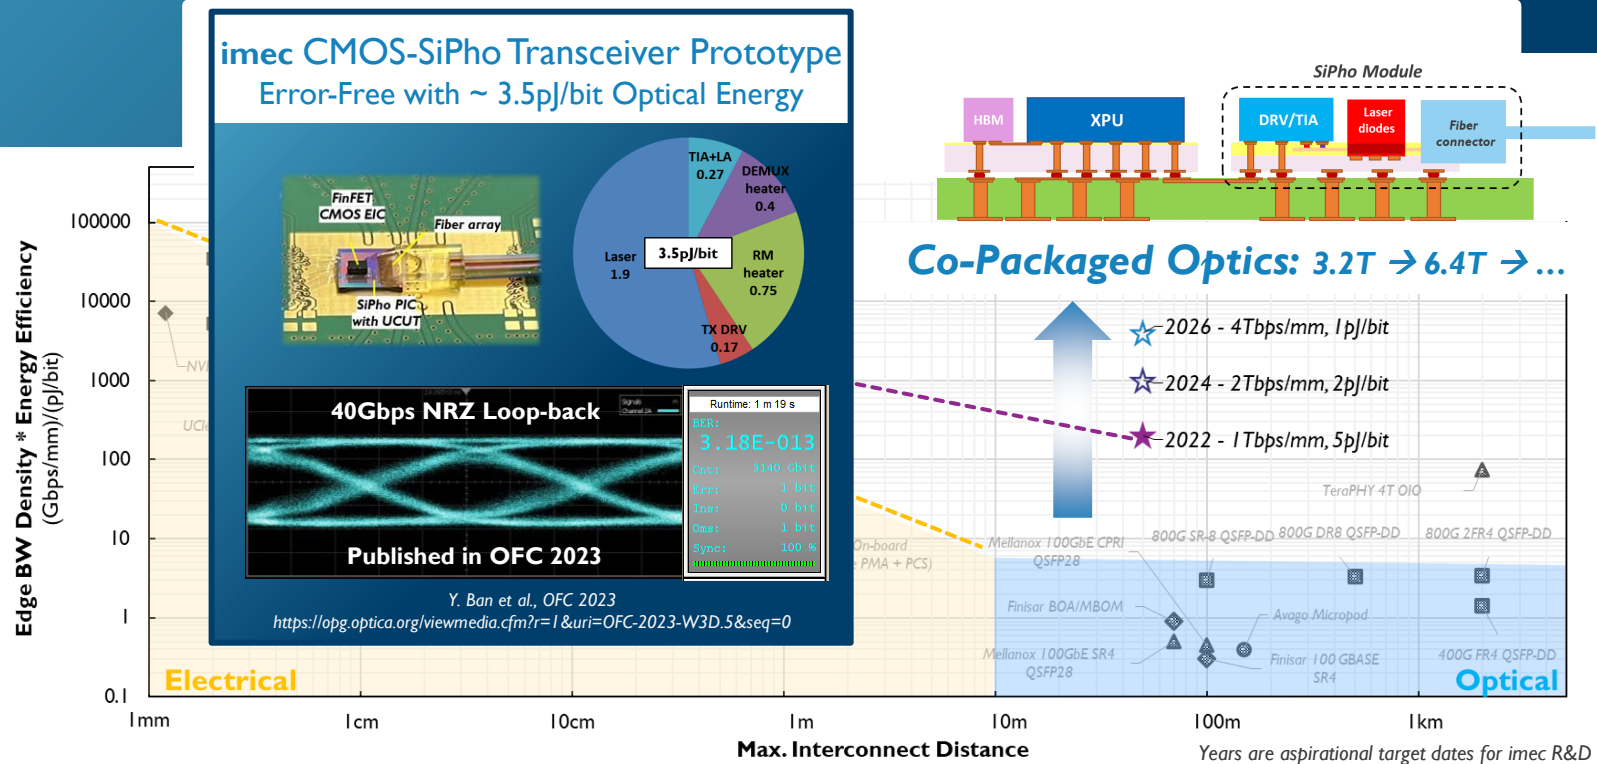 imec CMOS-SiPho Transceiver Prototype
Error-Free with ~ 3.5pJ/bit Optical Energy
FinFET
CMOS EIC
Fiber array
SiPho PIC
with UCUT
TIA+LA
0.27
DEMUX
heater
0.4
RM
heater
0.75
TX DRV
0.17
Laser
1.9
3.5pJ/bit
40Gbps NRZ Loop-back
Signals
Channel 2A
Published in OFC 2023
Runtime: 1 m 19 s
BER:
3.18E-013
Cnt: 3140 Gbit
Err: 1 bit
Ins: 0 bit
Oms: 1 bit
Sync: 100 %
Y. Ban et al., OFC 2023
https://opg.optica.org/viewmedia.cfm?r=1&uri=OFC-2023-W3D.5&seq=0
SiPho Module
HBM
XPU
DRV/TIA
Laser
diodes
Fiber
connector
Co-Packaged Optics: 3.2T → 6.4T → ...
2026 - 4Tbps/mm, 1pJ/bit
2024 - 2Tbps/mm, 2pJ/bit
2022 - 1Tbps/mm, 5pJ/bit
TeraPHY 4T OIO
800G SR-8 QSFP-DD
800G DR8 QSFP-DD
800G 2FR4 QSFP-DD
Mellanox 100GbE CPRI
QSFP28
Finisar BOA/MBOM
Avago Micropod
Mellanox 100GbE SR4
QSFP28
Finisar 100 GBASE
SR4
400G FR4 QSFP-DD
On-board
PMA + PCS)
NVI
UCIe
Electrical
Optical
Edge BW Density * Energy Efficiency
(Gbps/mm)/(pJ/bit)
100000
10000
1000
100
10
1
0.1
1mm
1cm
10cm
1m
10m
100m
1km
Max. Interconnect Distance
Years are aspirational target dates for imec R&D